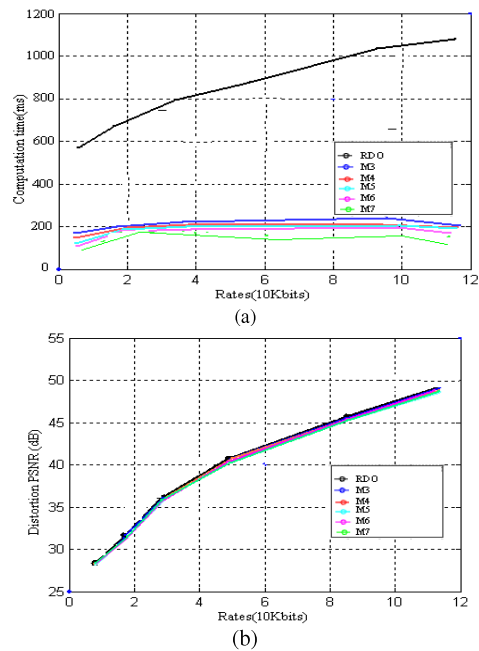 1200
1000
800
600
400
200
0
Computation time(ms)
RDO
M3
M4
M5
M6
M7
0 2 4 6 8 10 12
Rates(10Kbits)
(a)
55
50
45
40
35
30
25
Distortion PSNR.(dB)
RDO
M3
M4
M5
M6
M7
0 2 4 6 8 10 12
Rates(10Kbits)
(b)